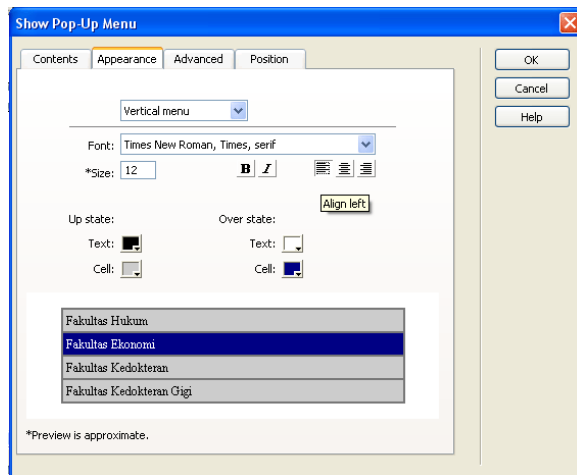 Show Pop-Up Menu
Contents Appearance Advanced Position
OK
Cancel
Help
Vertical menu
Font: Times New Roman, Times, serif
*Size: 12 B I
Align left
Up state: Over state:
Text: Text:
Cell: Cell:
Fakultas Hukum
Fakultas Ekonomi
Fakultas Kedokteran
Fakultas Kedokteran Gigi
*Preview is approximate.